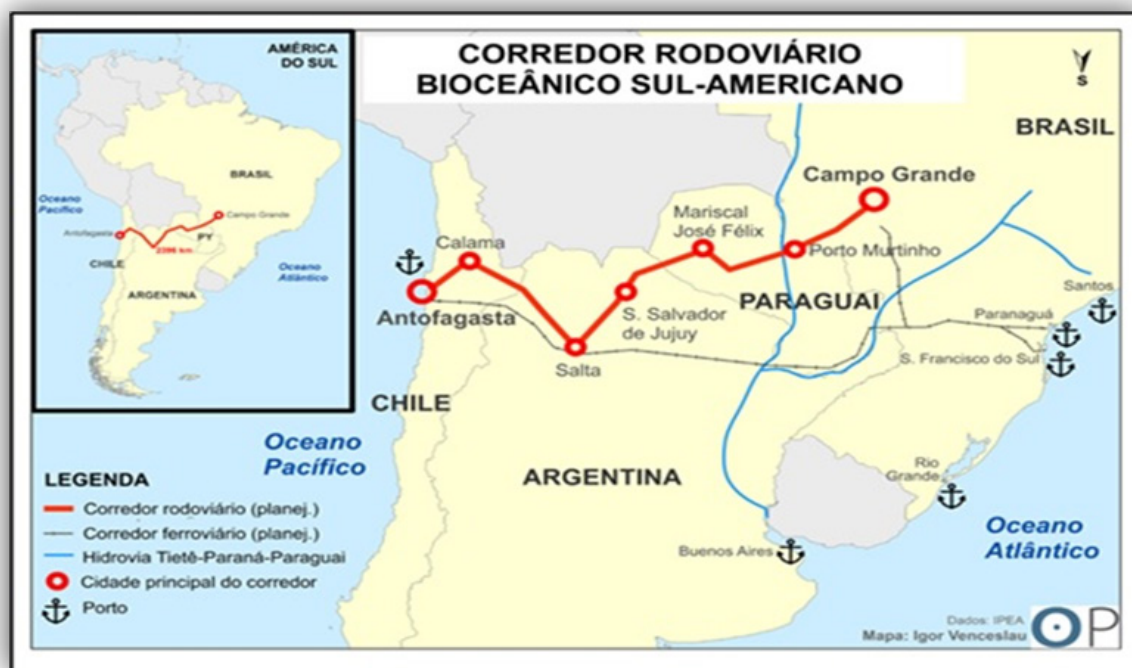 CORREDOR RODOVIÁRIO
BIOCEÂNICO SUL-AMERICANO
AMÉRICA
DO SUL
BRASIL
Oceano
Pacífico
Campo Grande
Antofagasta
2396 km
PY
CHILE
Oceano
Atlântico
ARGENTINA
S
BRASIL
Campo Grande
Mariscal
José Félix
Calama
Porto Murtinho
Antofagasta
S. Salvador
de Jujuy
PARAGUAI
Santos
Paranaguá
S. Francisco do Sul
Salta
CHILE
Oceano
Pacífico
ARGENTINA
Rio
Grande
Oceano
Atlântico
Buenos Aires
LEGENDA
Corredor rodoviário (planej.)
Corredor ferroviário (planej.)
Hidrovia Tietê-Paraná-Paraguai
Cidade principal do corredor
Porto
Dados: IPEA
Mapa: Igor Venceslau
OP